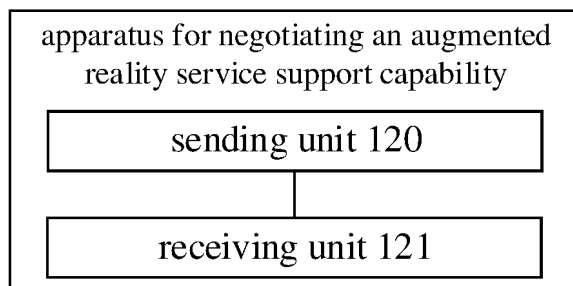 apparatus for negotiating an augmented
reality service support capability
sending unit 120
receiving unit 121